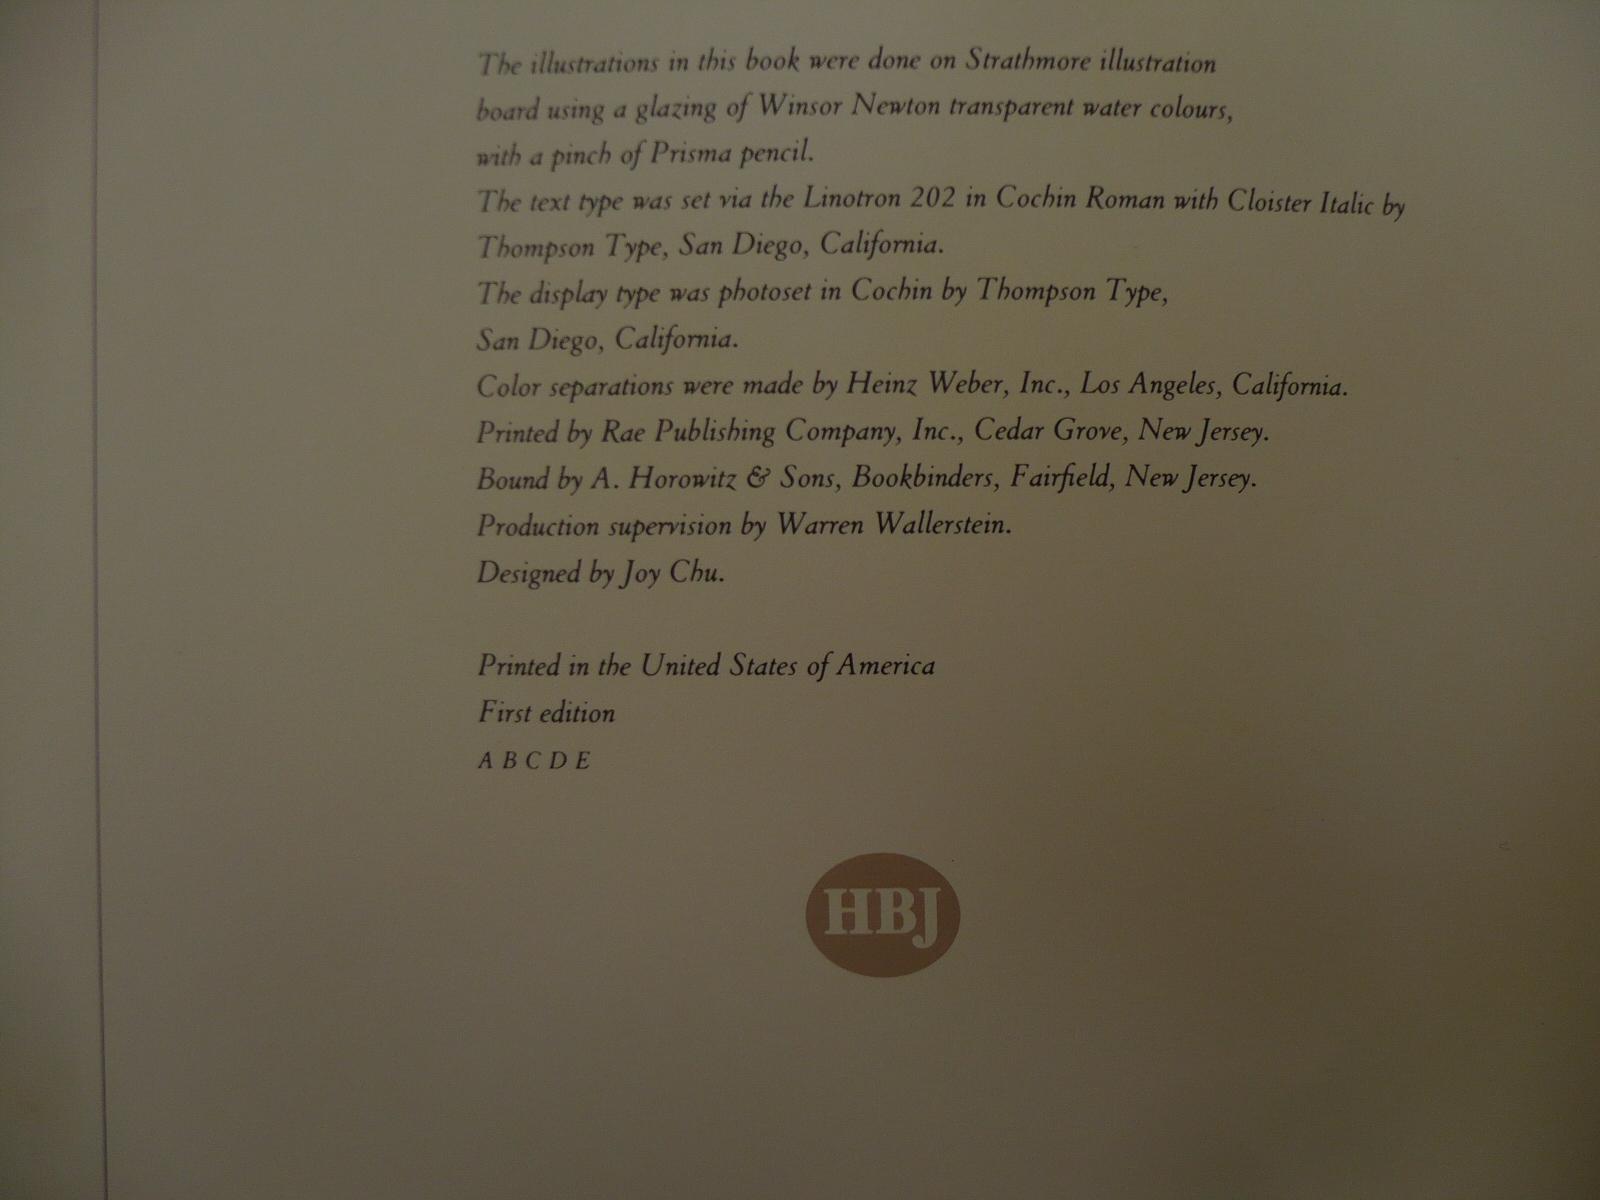 The illustrations in this book were done on Strathmore illustration
board using a glazing of Winsor Newton transparent water colours,
with a pinch of Prisma pencil.
The text type was set via the Linotron 202 in Cochin Roman with Cloister Italic by
Thompson Type, San Diego, California.
The display type was photoset in Cochin by Thompson Type,
San Diego, California.
Color separations were made by Heinz Weber, Inc., Los Angeles, California.
Printed by Rae Publishing Company, Inc., Cedar Grove, New Jersey.
Bound by A. Horowitz & Sons, Bookbinders, Fairfield, New Jersey.
Production supervision by Warren Wallerstein.
Designed by Joy Chu.
Printed in the United States of America
First edition
A B C D E
HBJ